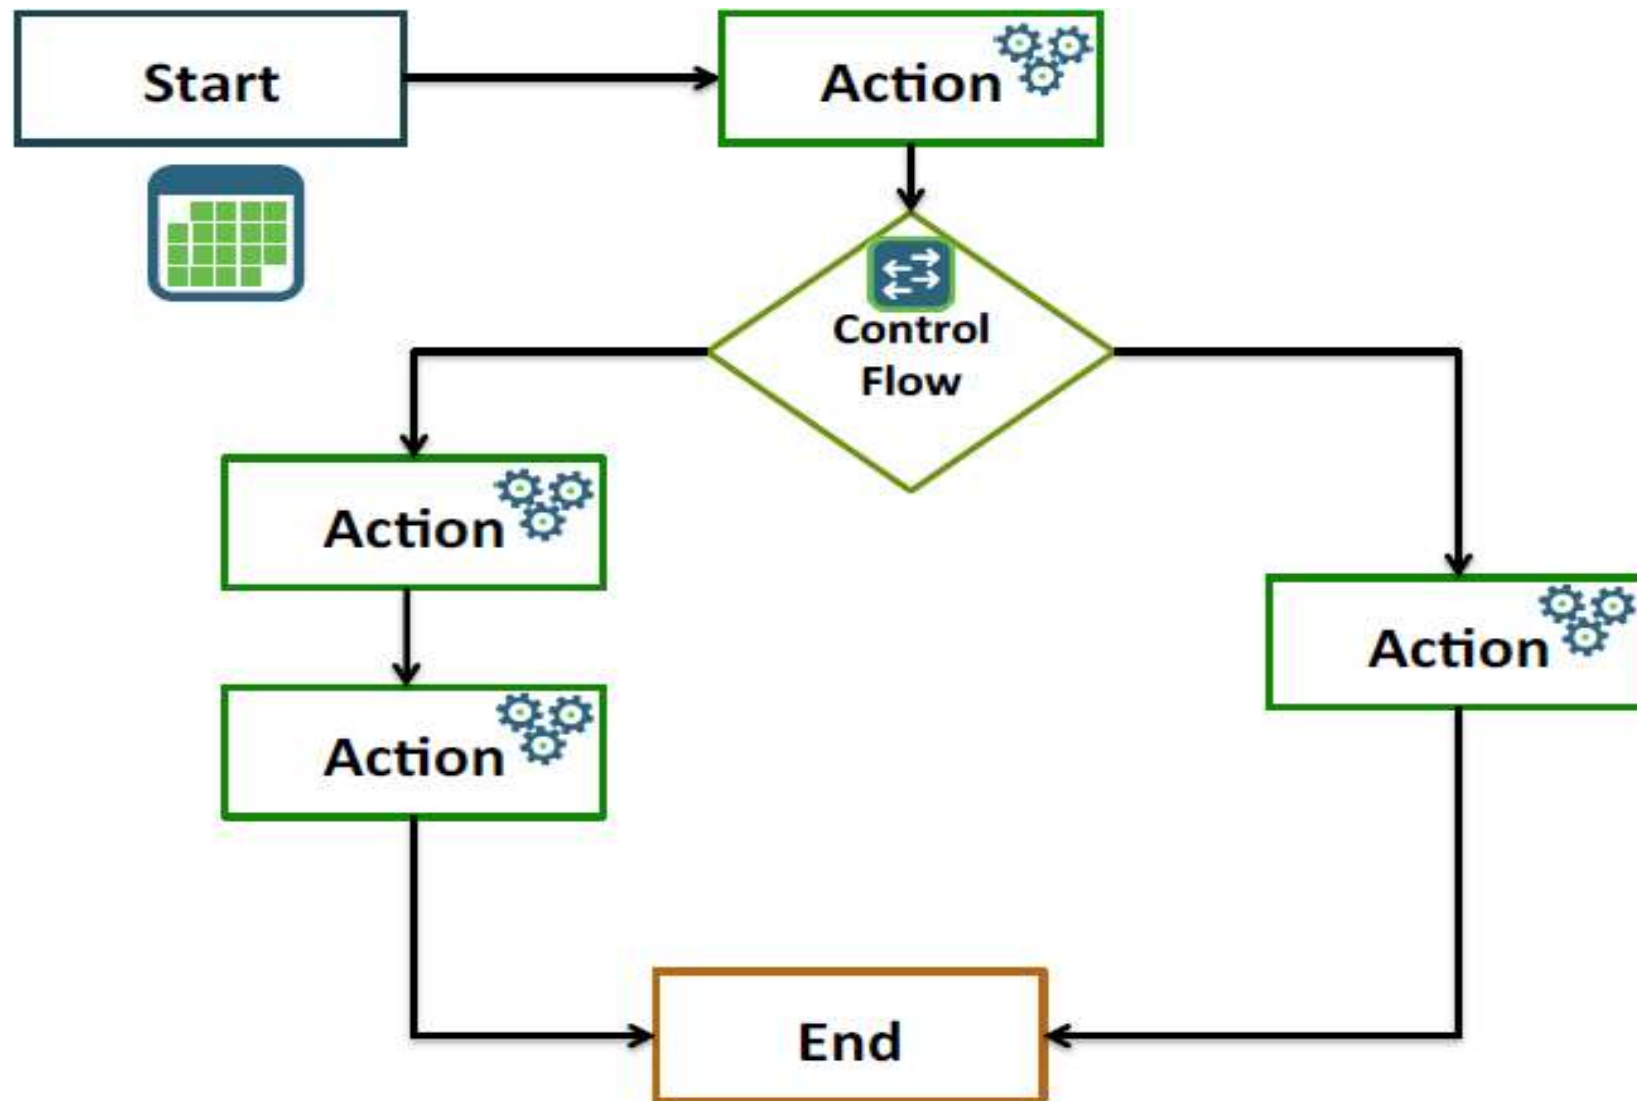 Start
Action
Control
Flow
Action
Action
Action
End